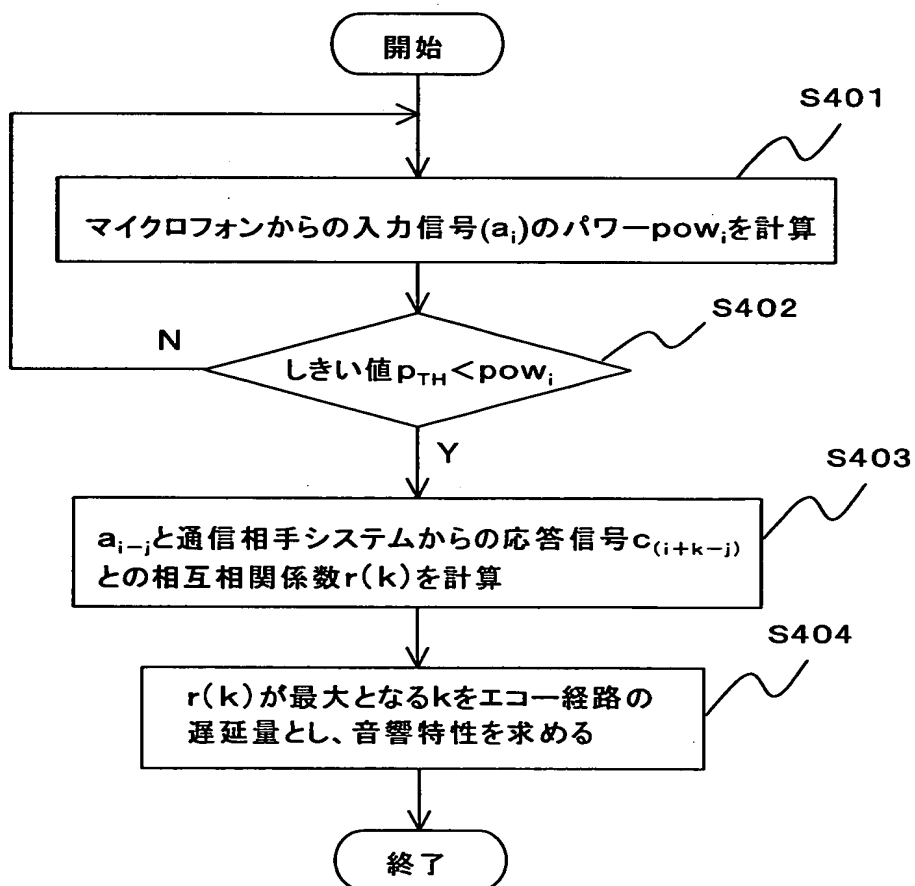 開始
S401
マイクロフォンからの入力信号(aᵢ)のパワーpowᵢを計算
S402
N
しきい値p_TH<powᵢ
Y
S403
a_{i-j}と通信相手システムからの応答信号c_{(i+k-j)}
との相互相関係数r(k)を計算
S404
r(k)が最大となるkをエコー経路の
遅延量とし、音響特性を求める
終了